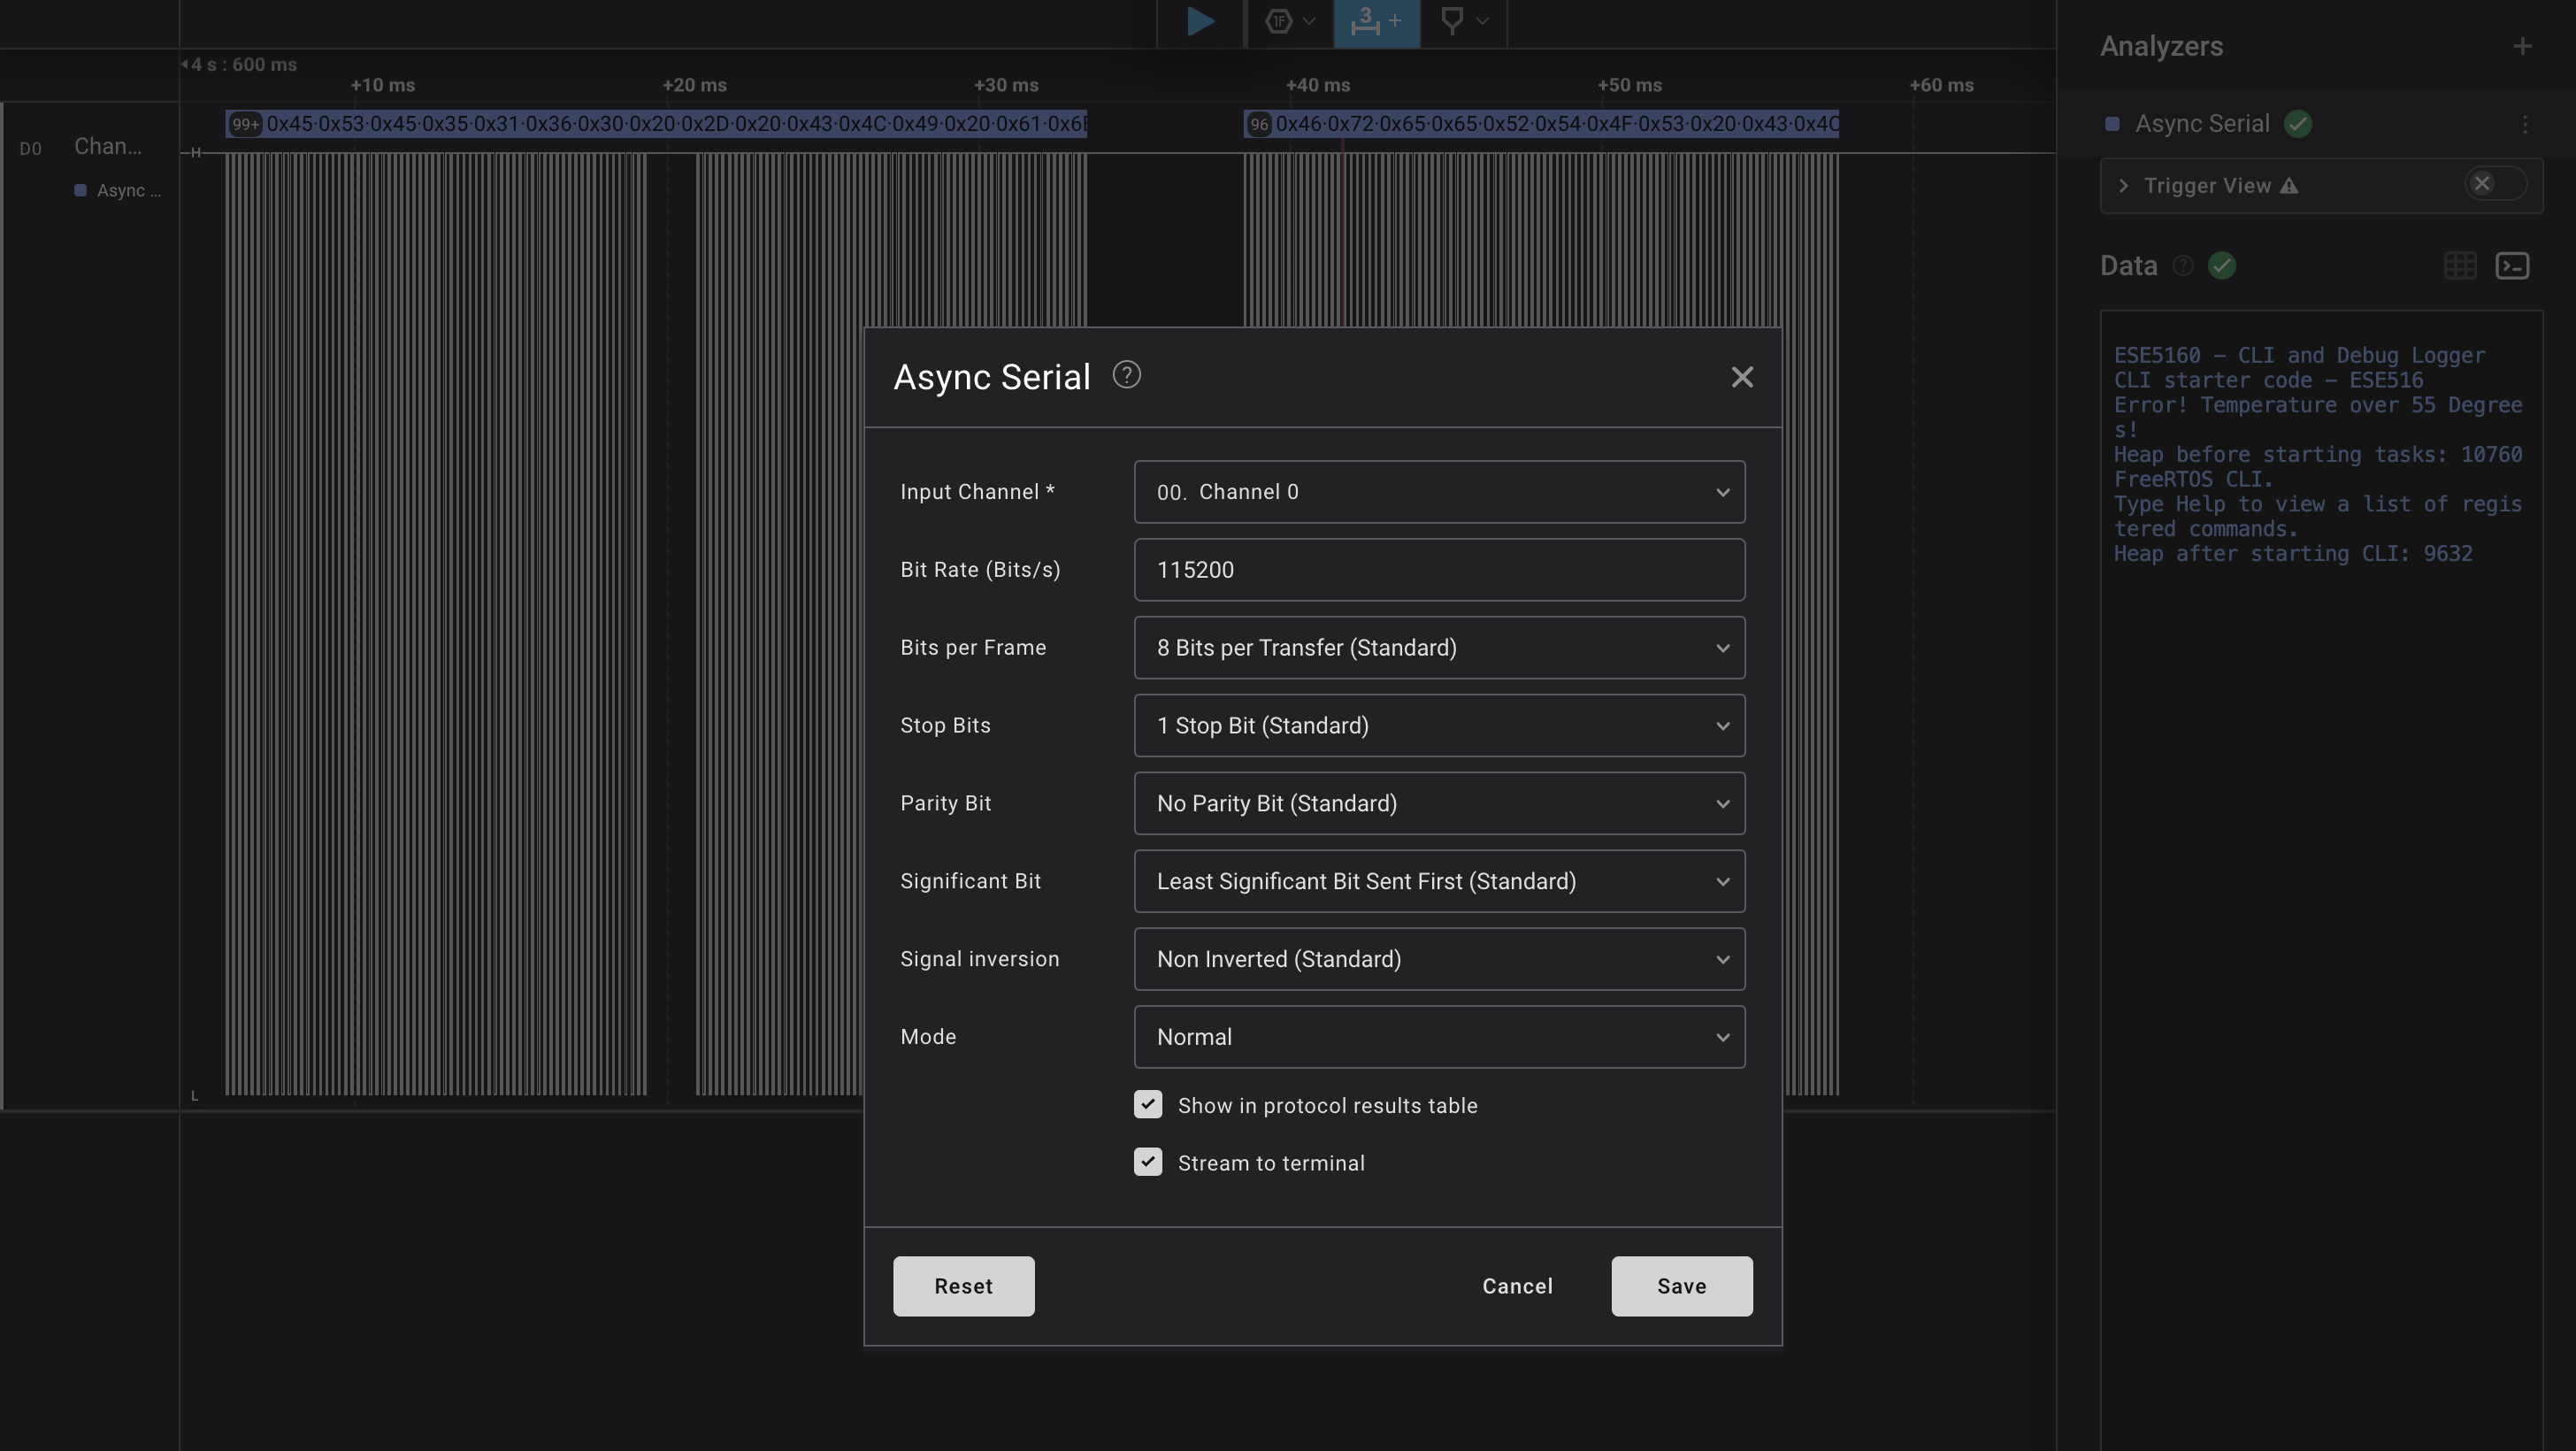 3 +
Analyzers
+
4 s : 600 ms
+10 ms
+20 ms
+30 ms
+40 ms
+50 ms
+60 ms
D0
Chan...
Async ...
H
L
99+ 0x45·0x53·0x45·0x35·0x31·0x36·0x30·0x20·0x2D·0x20·0x43·0x4C·0x49·0x20·0x61·
96 0x46·0x72·0x65·0x65·0x52·0x54·0x4F·0x53·0x20·0x43·
Async Serial
Trigger View
Data
ESE5160 – CLI and Debug Logger
CLI starter code – ESE516
Error! Temperature over 55 Degree
s!
Heap before starting tasks: 10760
FreeRTOS CLI.
Type Help to view a list of regis
tered commands.
Heap after starting CLI: 9632
Async Serial
Input Channel *
00. Channel 0
Bit Rate (Bits/s)
115200
Bits per Frame
8 Bits per Transfer (Standard)
Stop Bits
1 Stop Bit (Standard)
Parity Bit
No Parity Bit (Standard)
Significant Bit
Least Significant Bit Sent First (Standard)
Signal inversion
Non Inverted (Standard)
Mode
Normal
Show in protocol results table
Stream to terminal
Reset
Cancel
Save